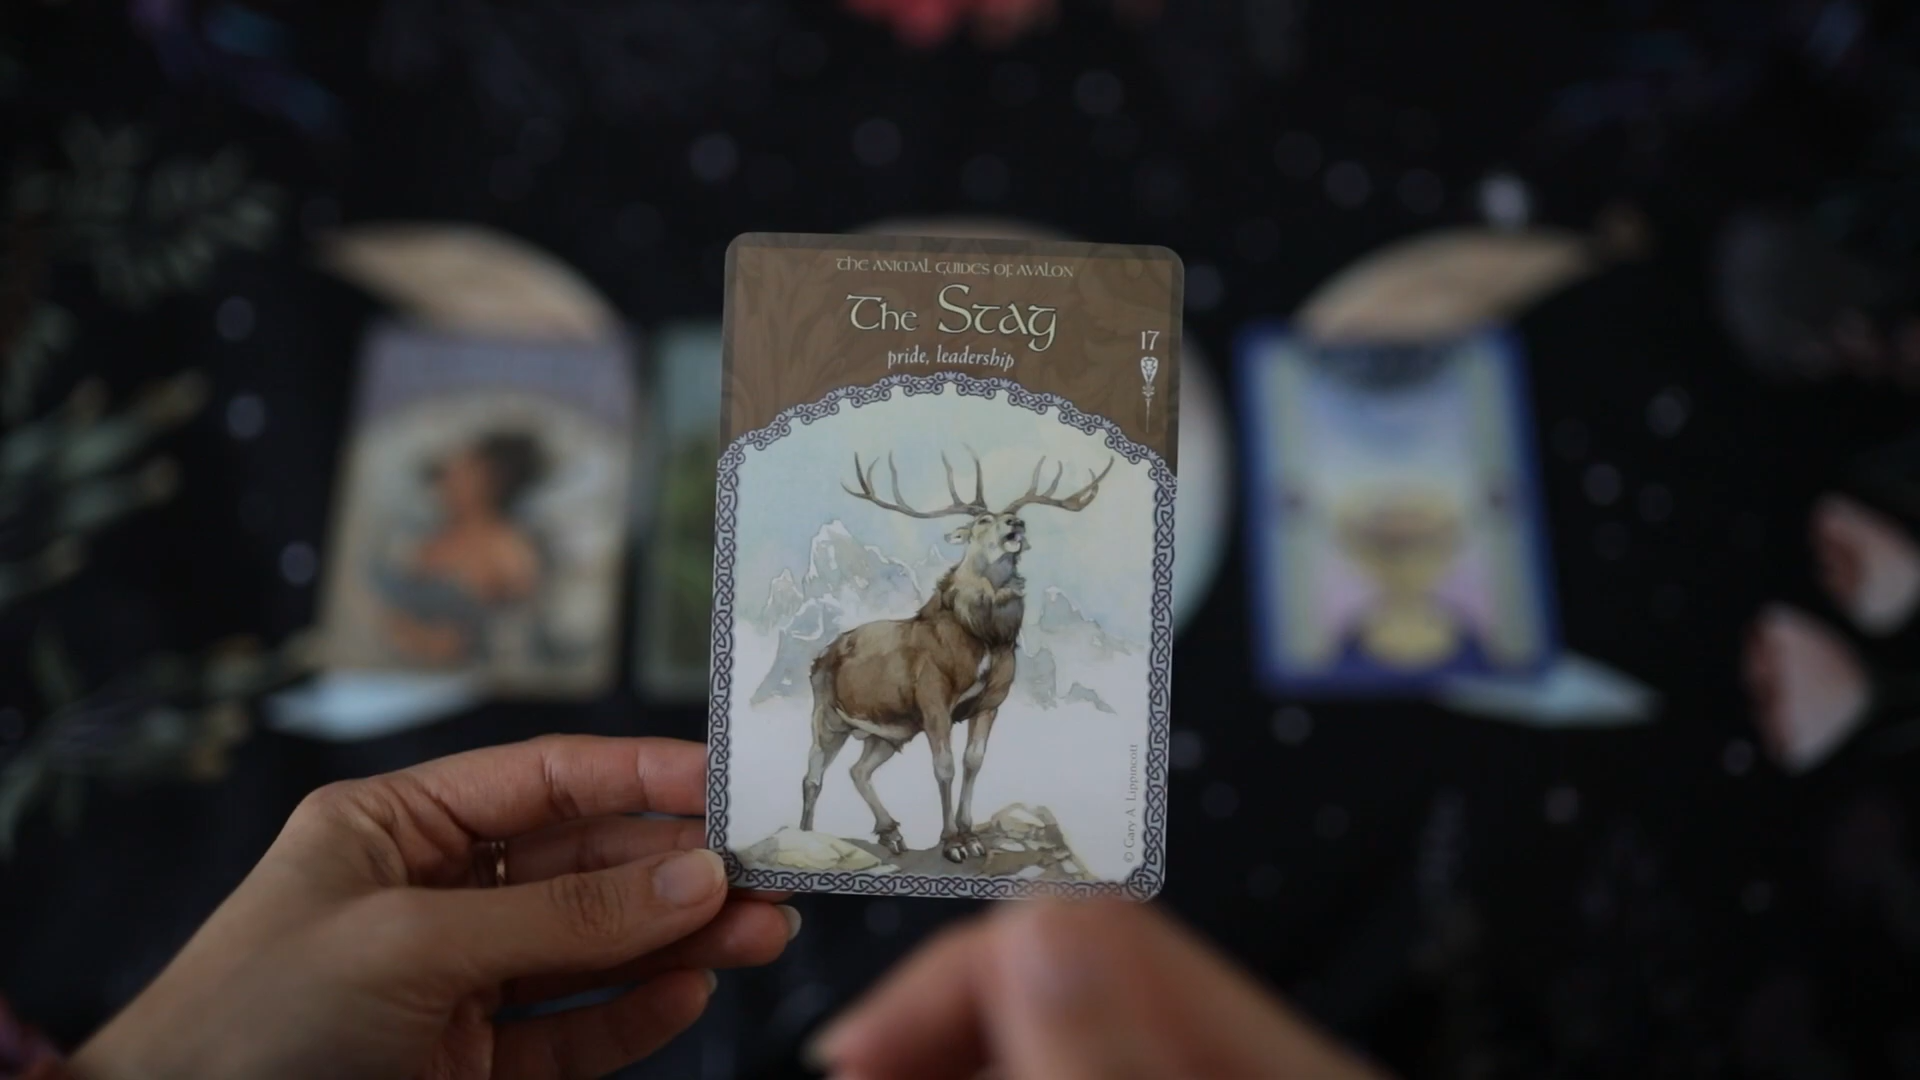 The Animal Guides of Avalon
The Stag
pride, leadership
17
© Gary A. Lippincott